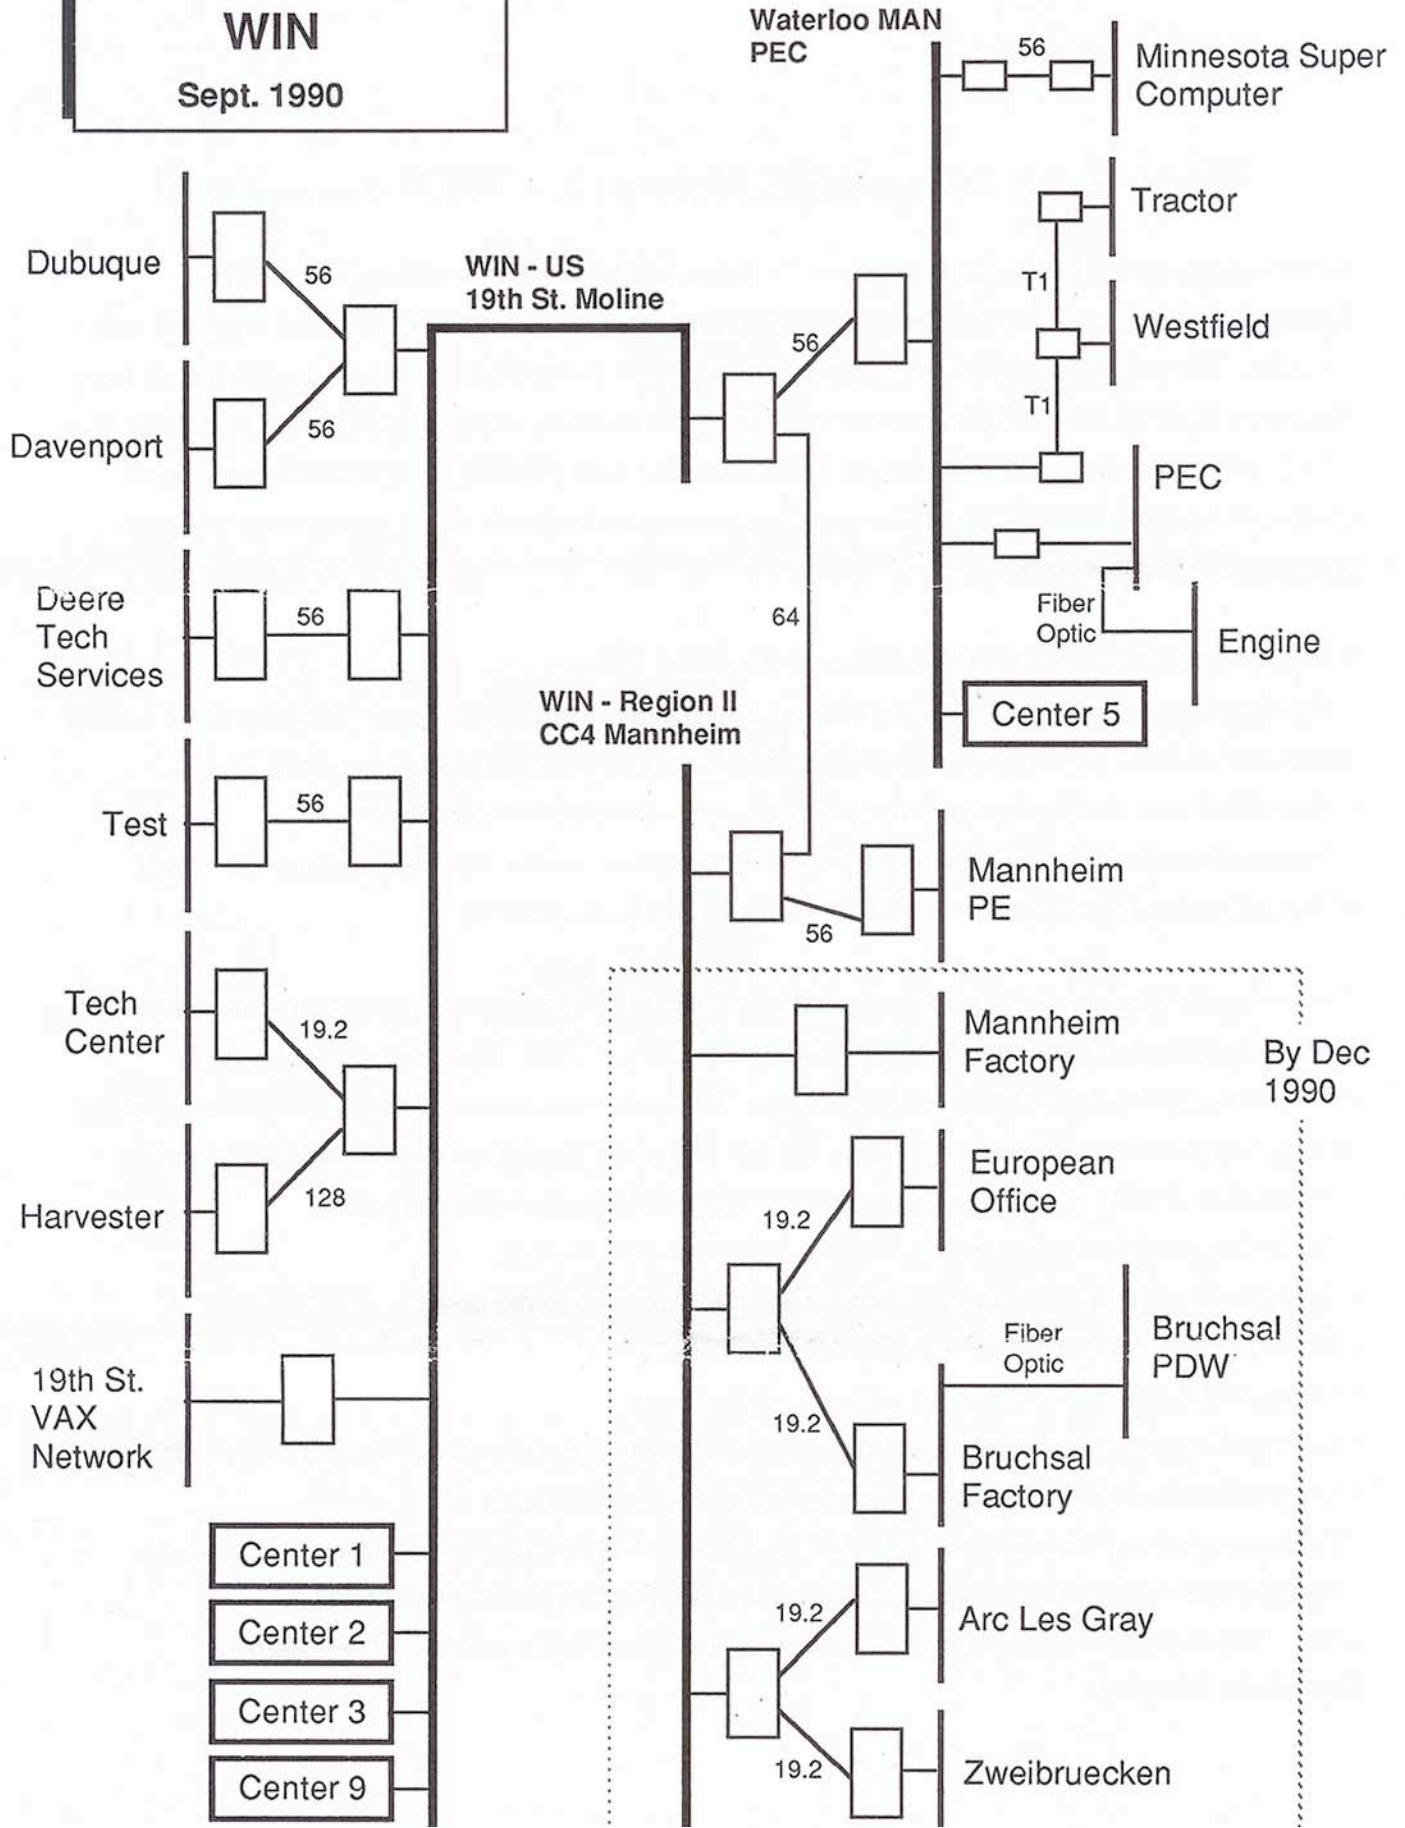 WIN
Sept. 1990
Waterloo MAN
PEC
56
Minnesota Super
Computer
Tractor
T1
Westfield
T1
PEC
Fiber
Optic
Engine
Center 5
Dubuque
56
WIN - US
19th St. Moline
56
Davenport
56
Deere
Tech
Services
56
64
WIN - Region II
CC4 Mannheim
Test
56
Mannheim
PE
56
Tech
Center
19.2
Harvester
128
Mannheim
Factory
By Dec
1990
European
Office
19.2
Fiber
Optic
Bruchsal
PDW
19.2
Bruchsal
Factory
19th St.
VAX
Network
Center 1
Center 2
Center 3
Center 9
19.2
Arc Les Gray
19.2
Zweibruecken